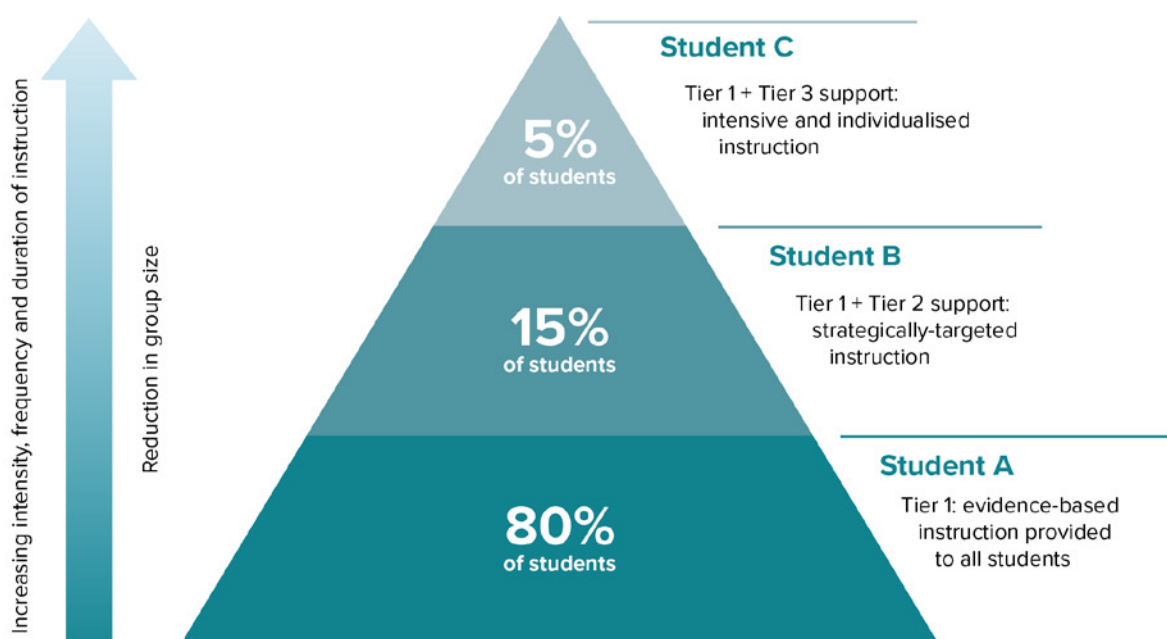 Increasing intensity, frequency and duration of instruction
Reduction in group size
Student C
Tier 1 + Tier 3 support:
intensive and individualised
instruction
5%
of students
Student B
Tier 1 + Tier 2 support:
strategically-targeted
instruction
15%
of students
Student A
Tier 1: evidence-based
instruction provided
to all students
80%
of students